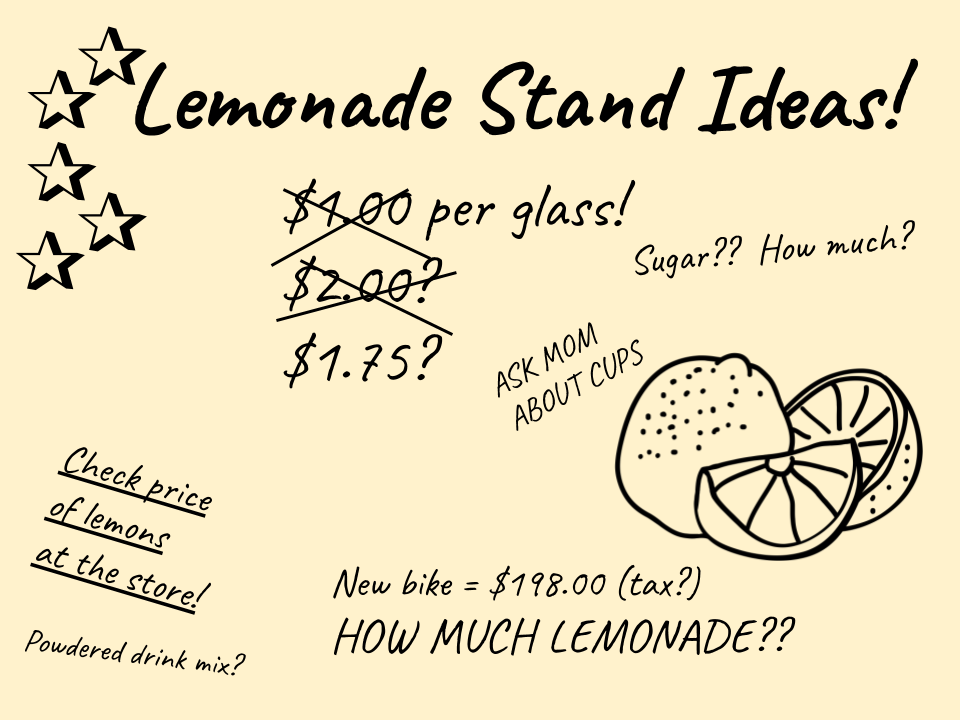 Lemonade Stand Ideas!
$1.00 per glass!
$2.00?
$1.75?
Sugar?? How much?
ASK MOM
ABOUT CUPS
Check price
of lemons
at the store!
Powdered drink mix?
New bike = $198.00 (tax?)
HOW MUCH LEMONADE??